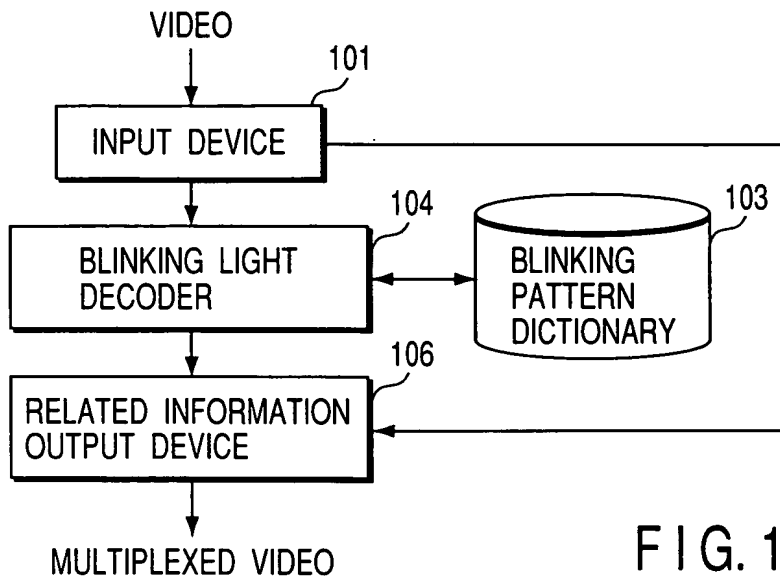 VIDEO
101
INPUT DEVICE
104
BLINKING LIGHT
DECODER
103
BLINKING
PATTERN
DICTIONARY
106
RELATED INFORMATION
OUTPUT DEVICE
MULTIPLEXED VIDEO
FIG. 1